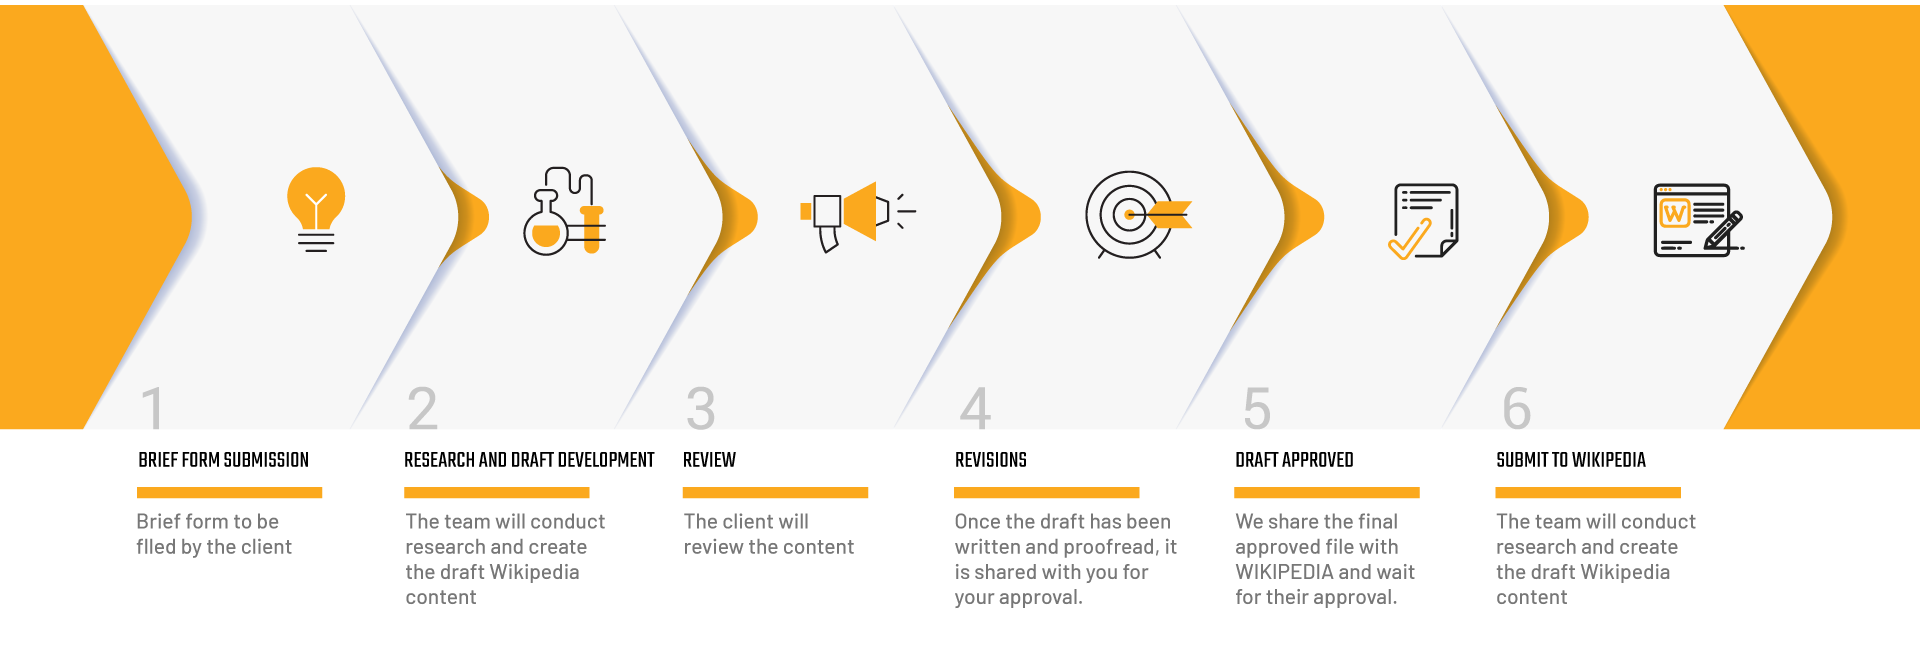 1
BRIEF FORM SUBMISSION
Brief form to be
flled by the client
2
RESEARCH AND DRAFT DEVELOPMENT
The team will conduct
research and create
the draft Wikipedia
content
3
REVIEW
The client will
review the content
4
REVISIONS
Once the draft has been
written and proofread, it
is shared with you for
your approval.
5
DRAFT APPROVED
We share the final
approved file with
WIKIPEDIA and wait
for their approval.
W
6
SUBMIT TO WIKIPEDIA
The team will conduct
research and create
the draft Wikipedia
content